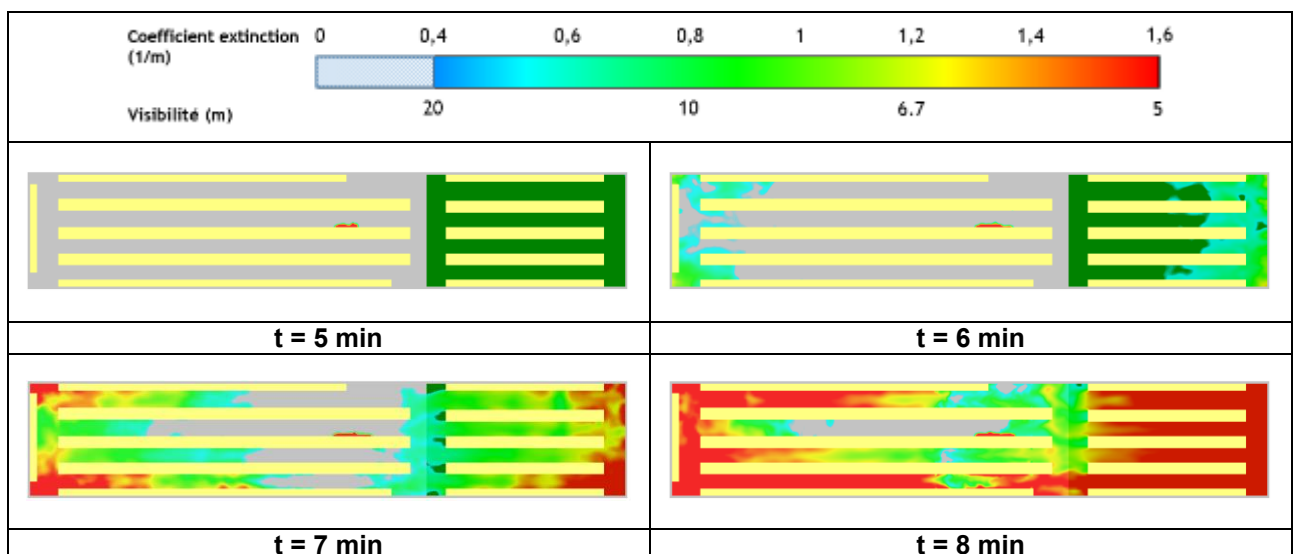 Coefficient extinction 0 0,4 0,6 0,8 1 1,2 1,4 1,6
(1/m)
Visibilité (m) 20 10 6.7 5
t = 5 min t = 6 min
t = 7 min t = 8 min